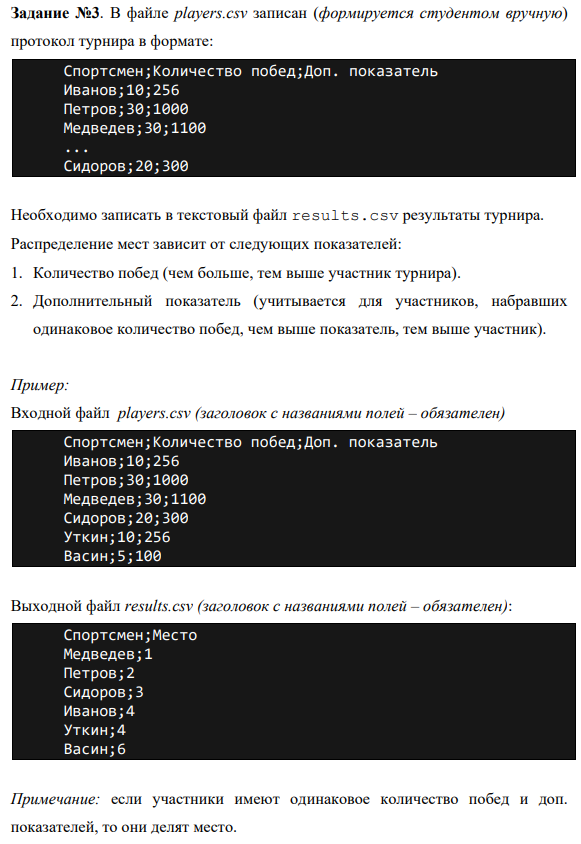 Задание №3. В файле players.csv записан (формируется студентом вручную)
протокол турнира в формате:
Спортсмен;Количество побед;Доп. показатель
Иванов;10;256
Петров;30;1000
Медведев;30;1100
...
Сидоров;20;300
Необходимо записать в текстовый файл results.csv результаты турнира.
Распределение мест зависит от следующих показателей:
1. Количество побед (чем больше, тем выше участник турнира).
2. Дополнительный показатель (учитывается для участников, набравших
одинаковое количество побед, чем выше показатель, тем выше участник).
Пример:
Входной файл players.csv (заголовок с названиями полей – обязателен)
Спортсмен;Количество побед;Доп. показатель
Иванов;10;256
Петров;30;1000
Медведев;30;1100
Сидоров;20;300
Уткин;10;256
Васин;5;100
Выходной файл results.csv (заголовок с названиями полей – обязателен):
Спортсмен;Место
Медведев;1
Петров;2
Сидоров;3
Иванов;4
Уткин;4
Васин;6
Примечание: если участники имеют одинаковое количество побед и доп.
показателей, то они делят место.